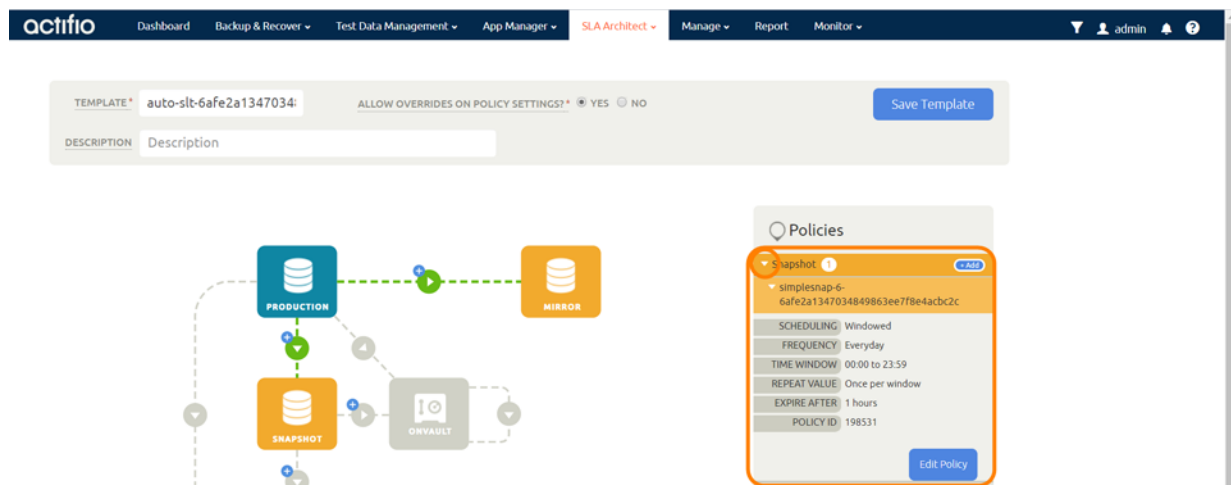 actifio Dashboard Backup & Recover Test Data Management App Manager SLA Architect Manage Report Monitor admin ?
TEMPLATE* auto-slt-6afe2a1347034 ALLOW OVERRIDES ON POLICY SETTINGS?* YES NO Save Template
DESCRIPTION Description
Policies
Snapshot 1 + Add
simplesnap-6-
6afe2a1347034849863ee7f8e4acbc2c
SCHEDULING Windowed
FREQUENCY Everyday
TIME WINDOW 00:00 to 23:59
REPEAT VALUE Once per window
EXPIRE AFTER 1 hours
POLICY ID 198531
Edit Policy
PRODUCTION MIRROR
SNAPSHOT ONVAULT